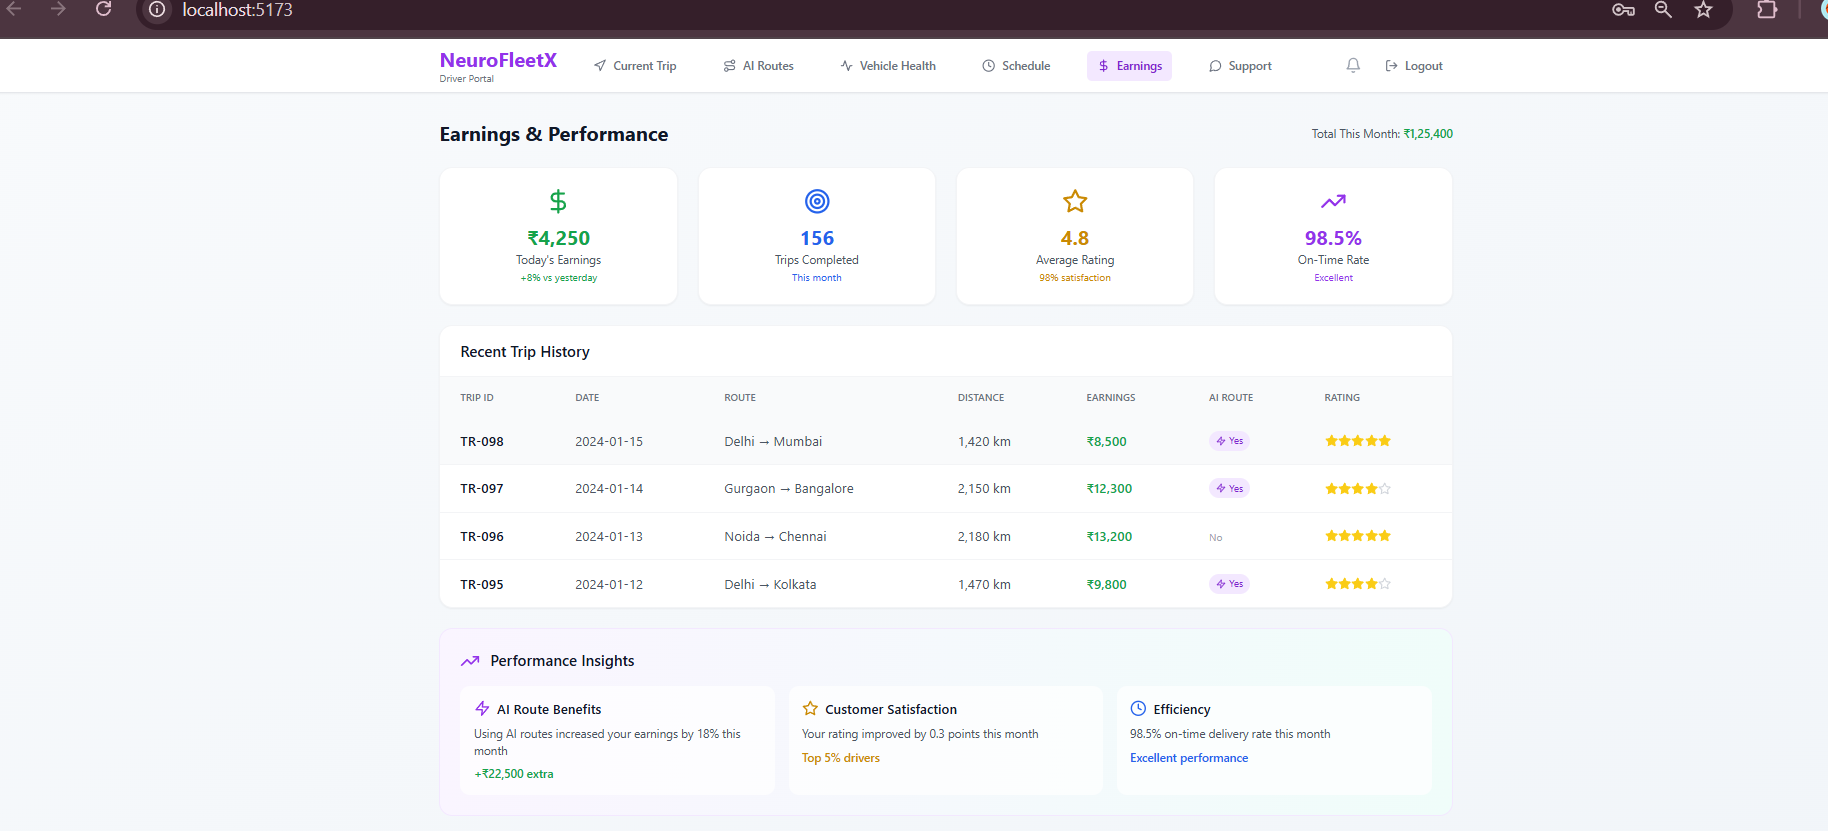 localhost:5173
NeuroFleetX
Driver Portal
Current Trip
AI Routes
Vehicle Health
Schedule
Earnings
Support
Logout
Earnings & Performance
Total This Month: ₹1,25,400
₹4,250
Today's Earnings
+8% vs yesterday
156
Trips Completed
This month
4.8
Average Rating
98% satisfaction
98.5%
On-Time Rate
Excellent
Recent Trip History
TRIP ID DATE ROUTE DISTANCE EARNINGS AI ROUTE RATING
TR-098 2024-01-15 Delhi → Mumbai 1,420 km ₹8,500 Yes
TR-097 2024-01-14 Gurgaon → Bangalore 2,150 km ₹12,300 Yes
TR-096 2024-01-13 Noida → Chennai 2,180 km ₹13,200 No
TR-095 2024-01-12 Delhi → Kolkata 1,470 km ₹9,800 Yes
Performance Insights
AI Route Benefits
Using AI routes increased your earnings by 18% this
month
+₹22,500 extra
Customer Satisfaction
Your rating improved by 0.3 points this month
Top 5% drivers
Efficiency
98.5% on-time delivery rate this month
Excellent performance